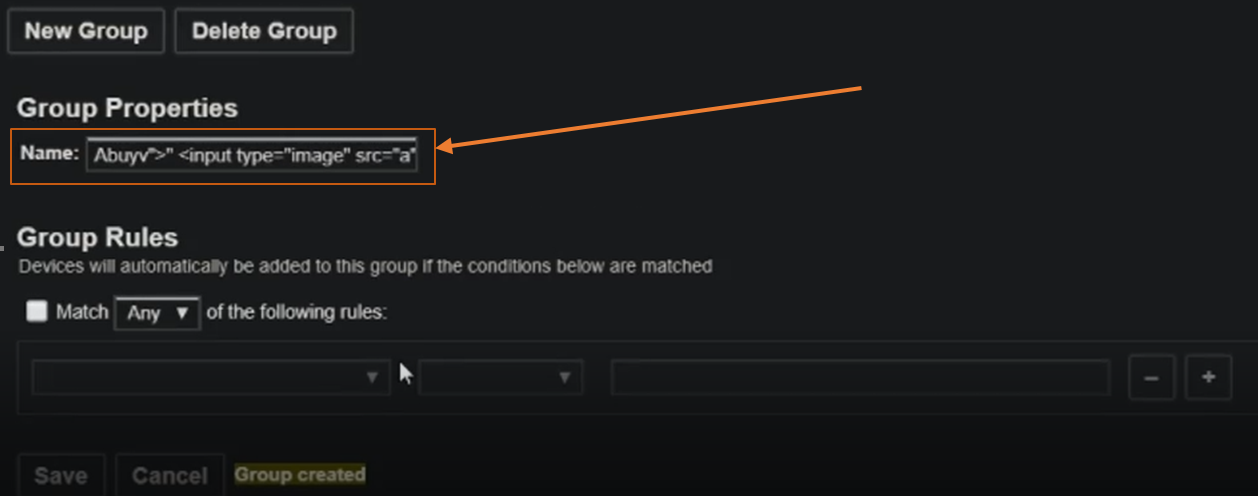 New Group Delete Group
Group Properties
Name: Abuyv">" <input type="image" src="a"
Group Rules
Devices will automatically be added to this group if the conditions below are matched
Match Any ▼ of the following rules:
▼ ▼ − +
Save Cancel Group created